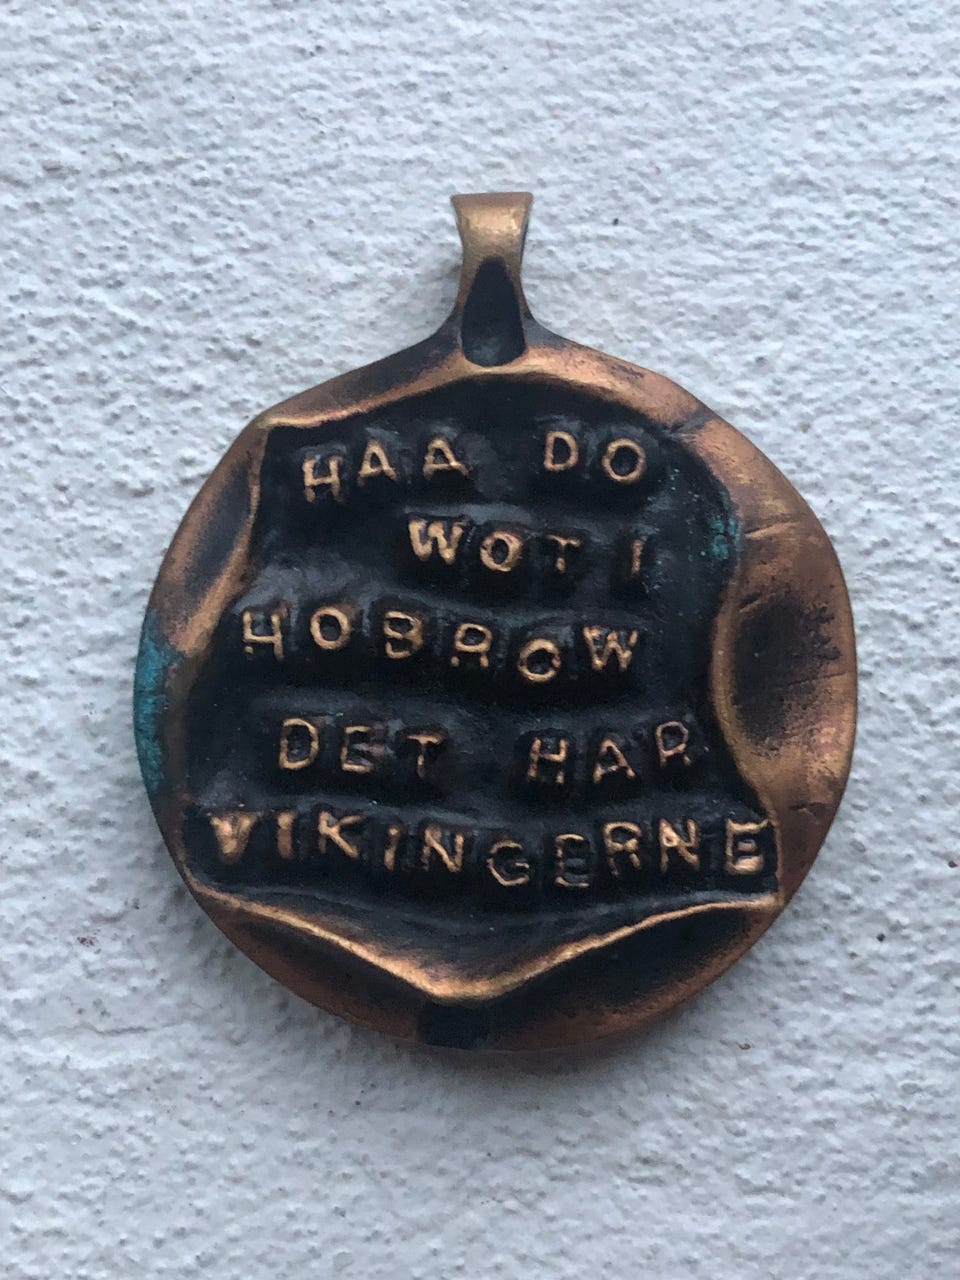 HAA DO
WOT I
HOBROW
DET HAR
VIKINGERNE